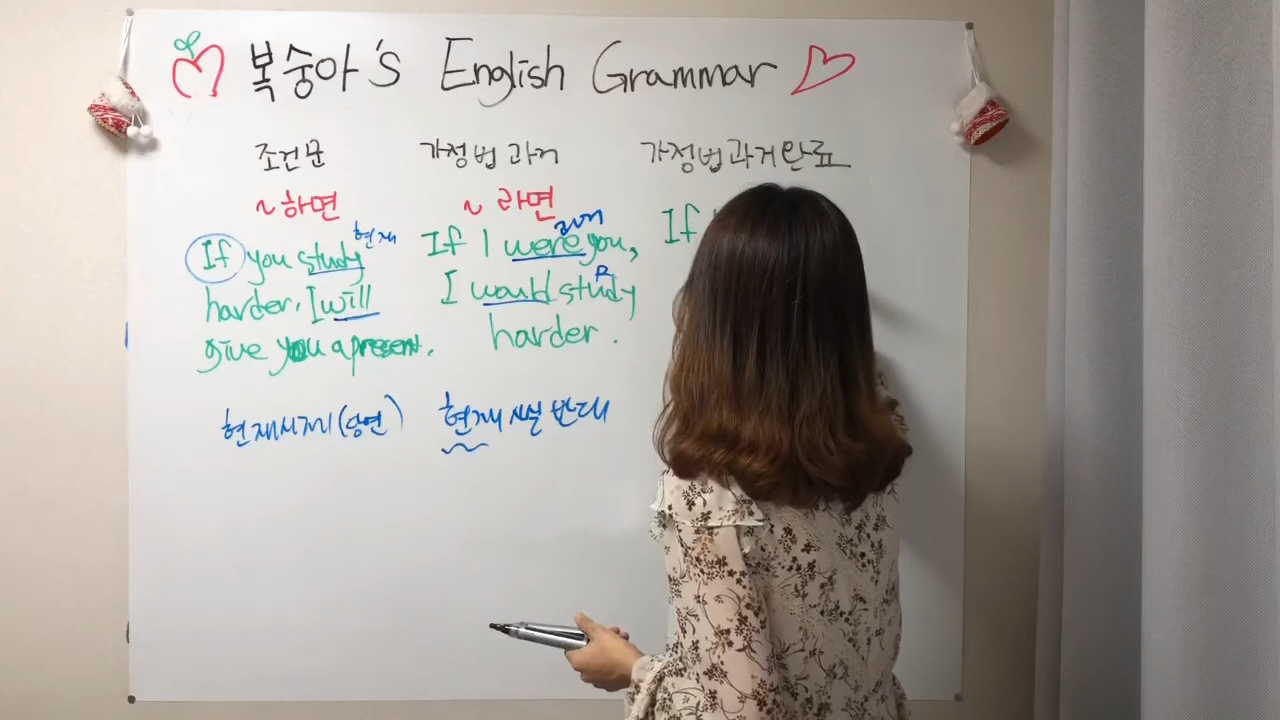 복숭아's English Grammar
조건문
~하면
If you study
현재
harder. I will
give you a present.
현재시제(당연)
가정법 과거
~라면
과거
If I were you,
R
I would study
harder.
현재 사실 반대
가정법 과거완료
If